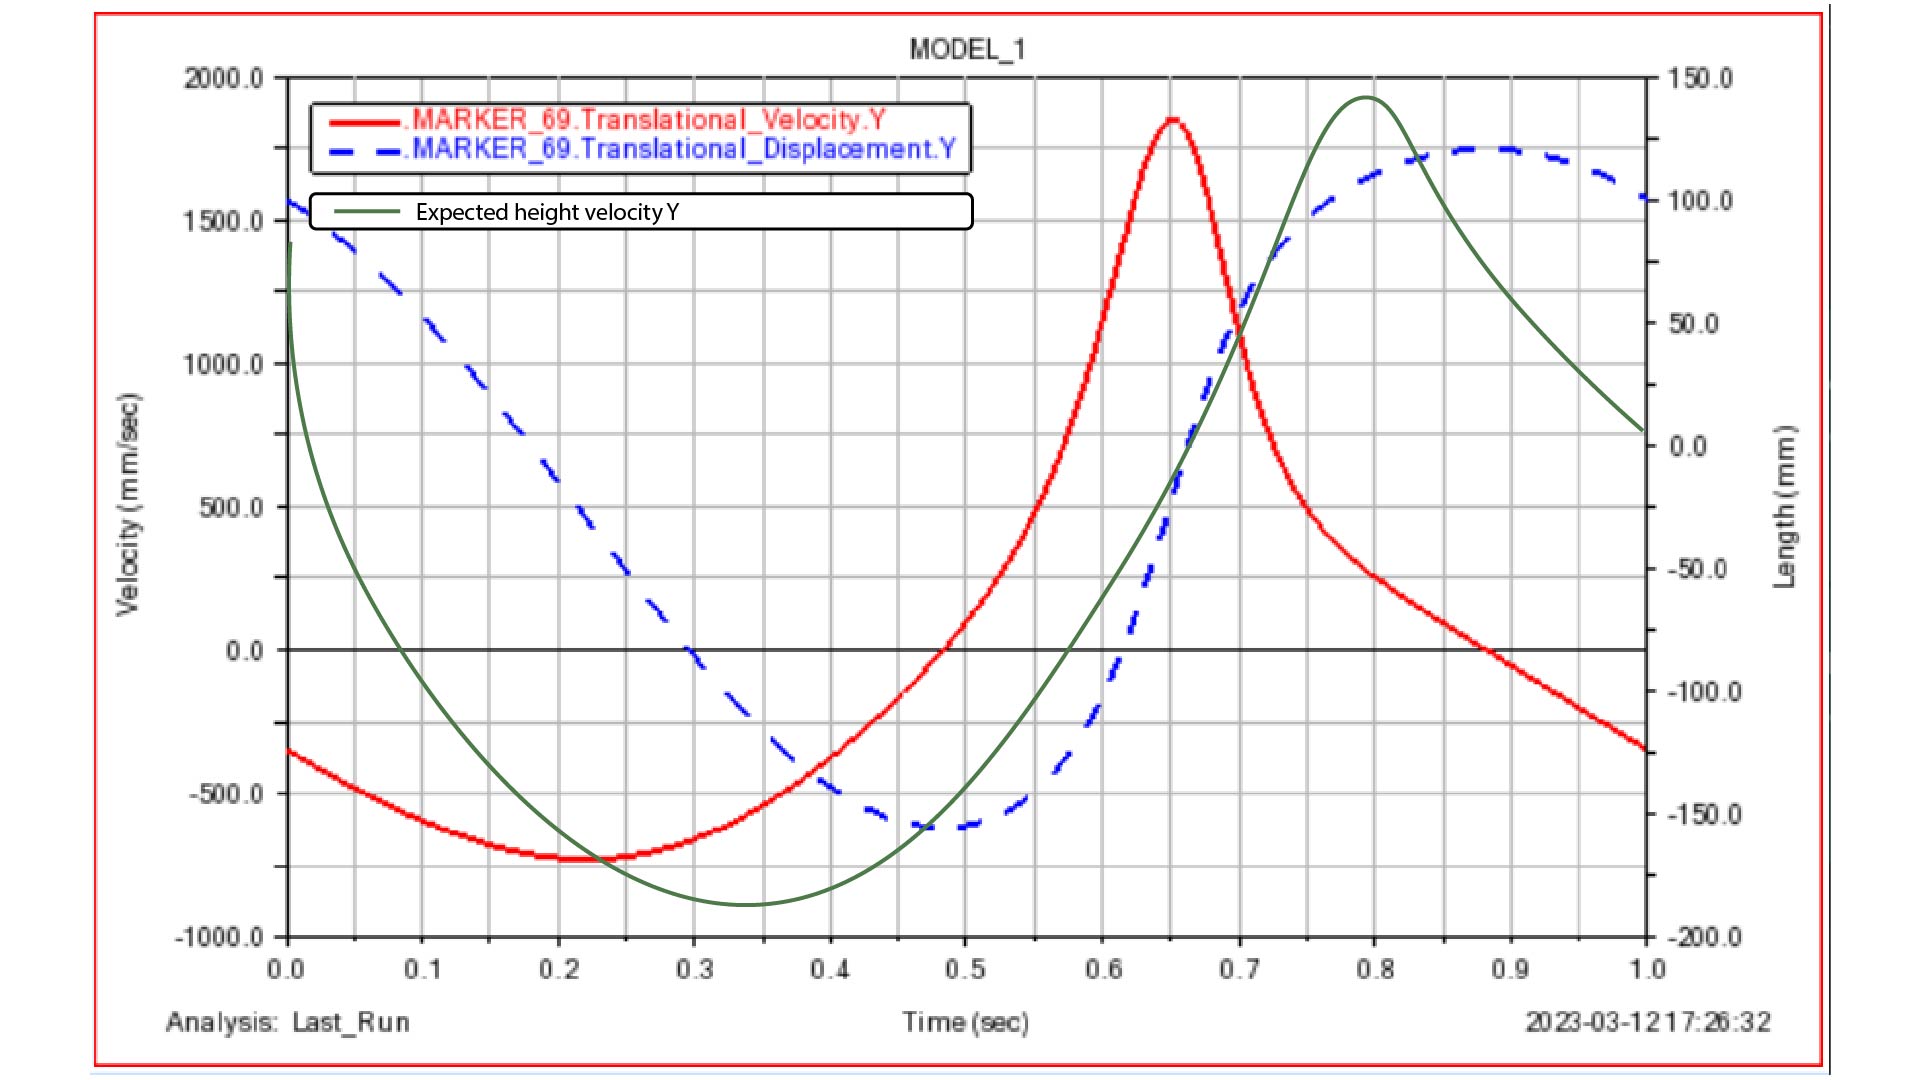 MODEL_1
2000.0
1500.0
1000.0
500.0
0.0
-500.0
-1000.0
Velocity (mm/sec)
.MARKER_69.Translational_Velocity.Y
.MARKER_69.Translational_Displacement.Y
Expected height velocity Y
150.0
100.0
50.0
0.0
-50.0
-100.0
-150.0
-200.0
Length (mm)
0.0 0.1 0.2 0.3 0.4 0.5 0.6 0.7 0.8 0.9 1.0
Analysis: Last_Run Time (sec) 2023-03-12 17:26:32